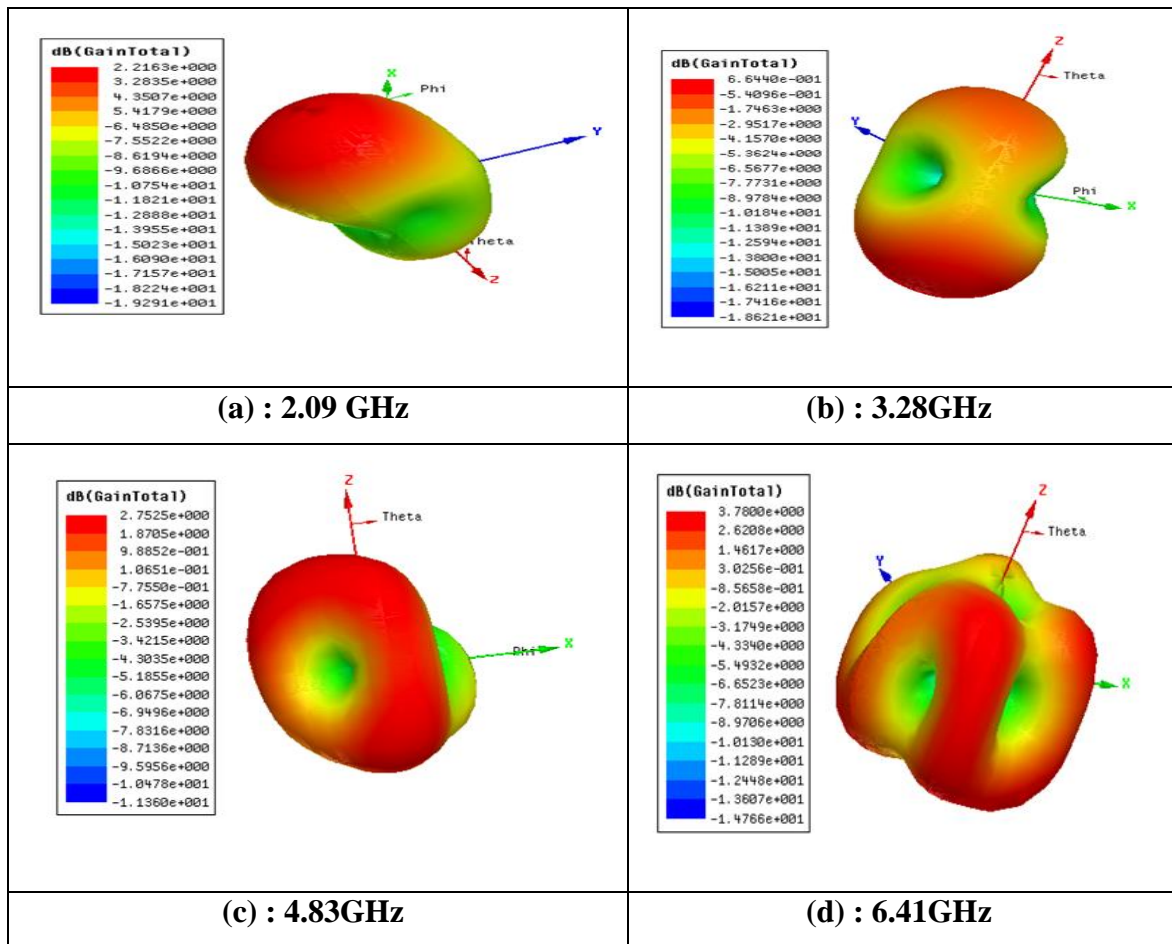 dB(GainTotal)
2.2163e+000
3.2835e+000
4.3507e+000
5.4179e+000
-6.4850e+000
-7.5522e+000
-8.6194e+000
-9.6866e+000
-1.0754e+001
-1.1821e+001
-1.2888e+001
-1.3955e+001
-1.5023e+001
-1.6090e+001
-1.7157e+001
-1.8224e+001
-1.9291e+001
X
Phi
Y
Theta
Z
(a) : 2.09 GHz
dB(GainTotal)
6.6440e-001
-5.4096e-001
-1.7463e+000
-2.9517e+000
-4.1570e+000
-5.3624e+000
-6.5677e+000
-7.7731e+000
-8.9784e+000
-1.0184e+001
-1.1389e+001
-1.2594e+001
-1.3800e+001
-1.5005e+001
-1.6211e+001
-1.7416e+001
-1.8621e+001
Z
Theta
Y
Phi
X
(b) : 3.28GHz
dB(GainTotal)
2.7525e+000
1.8705e+000
9.8852e-001
1.0651e-001
-7.7550e-001
-1.6575e+000
-2.5395e+000
-3.4215e+000
-4.3035e+000
-5.1855e+000
-6.0675e+000
-6.9496e+000
-7.8316e+000
-8.7136e+000
-9.5956e+000
-1.0478e+001
-1.1360e+001
Z
Theta
Phi
X
(c) : 4.83GHz
dB(GainTotal)
3.7800e+000
2.6208e+000
1.4617e+000
3.0256e-001
-8.5658e-001
-2.0157e+000
-3.1749e+000
-4.3340e+000
-5.4932e+000
-6.6523e+000
-7.8114e+000
-8.9706e+000
-1.0130e+001
-1.1289e+001
-1.2448e+001
-1.3607e+001
-1.4766e+001
Z
Theta
Y
X
(d) : 6.41GHz